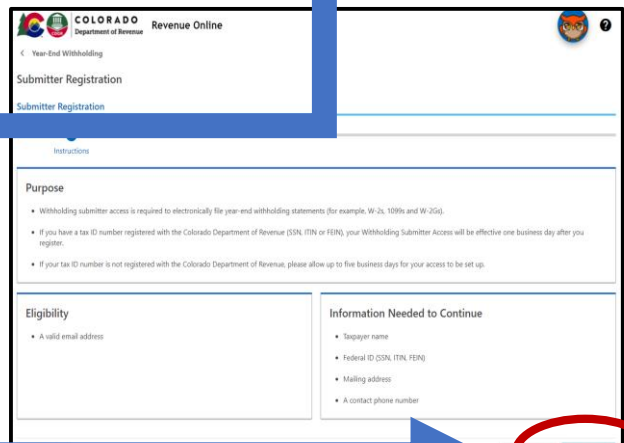 COLORADO
Department of Revenue
Revenue Online
?
Year-End Withholding
Submitter Registration
Submitter Registration
Instructions
Purpose
• Withholding submitter access is required to electronically file year-end withholding statements (for example, W-2s, 1099s and W-2Gs).
• If you have a tax ID number registered with the Colorado Department of Revenue (SSN, ITIN or FEIN), your Withholding Submitter Access will be effective one business day after you
register.
• If your tax ID number is not registered with the Colorado Department of Revenue, please allow up to five business days for your access to be set up.
Eligibility
• A valid email address
Information Needed to Continue
• Taxpayer name
• Federal ID (SSN, ITIN, FEIN)
• Mailing address
• A contact phone number